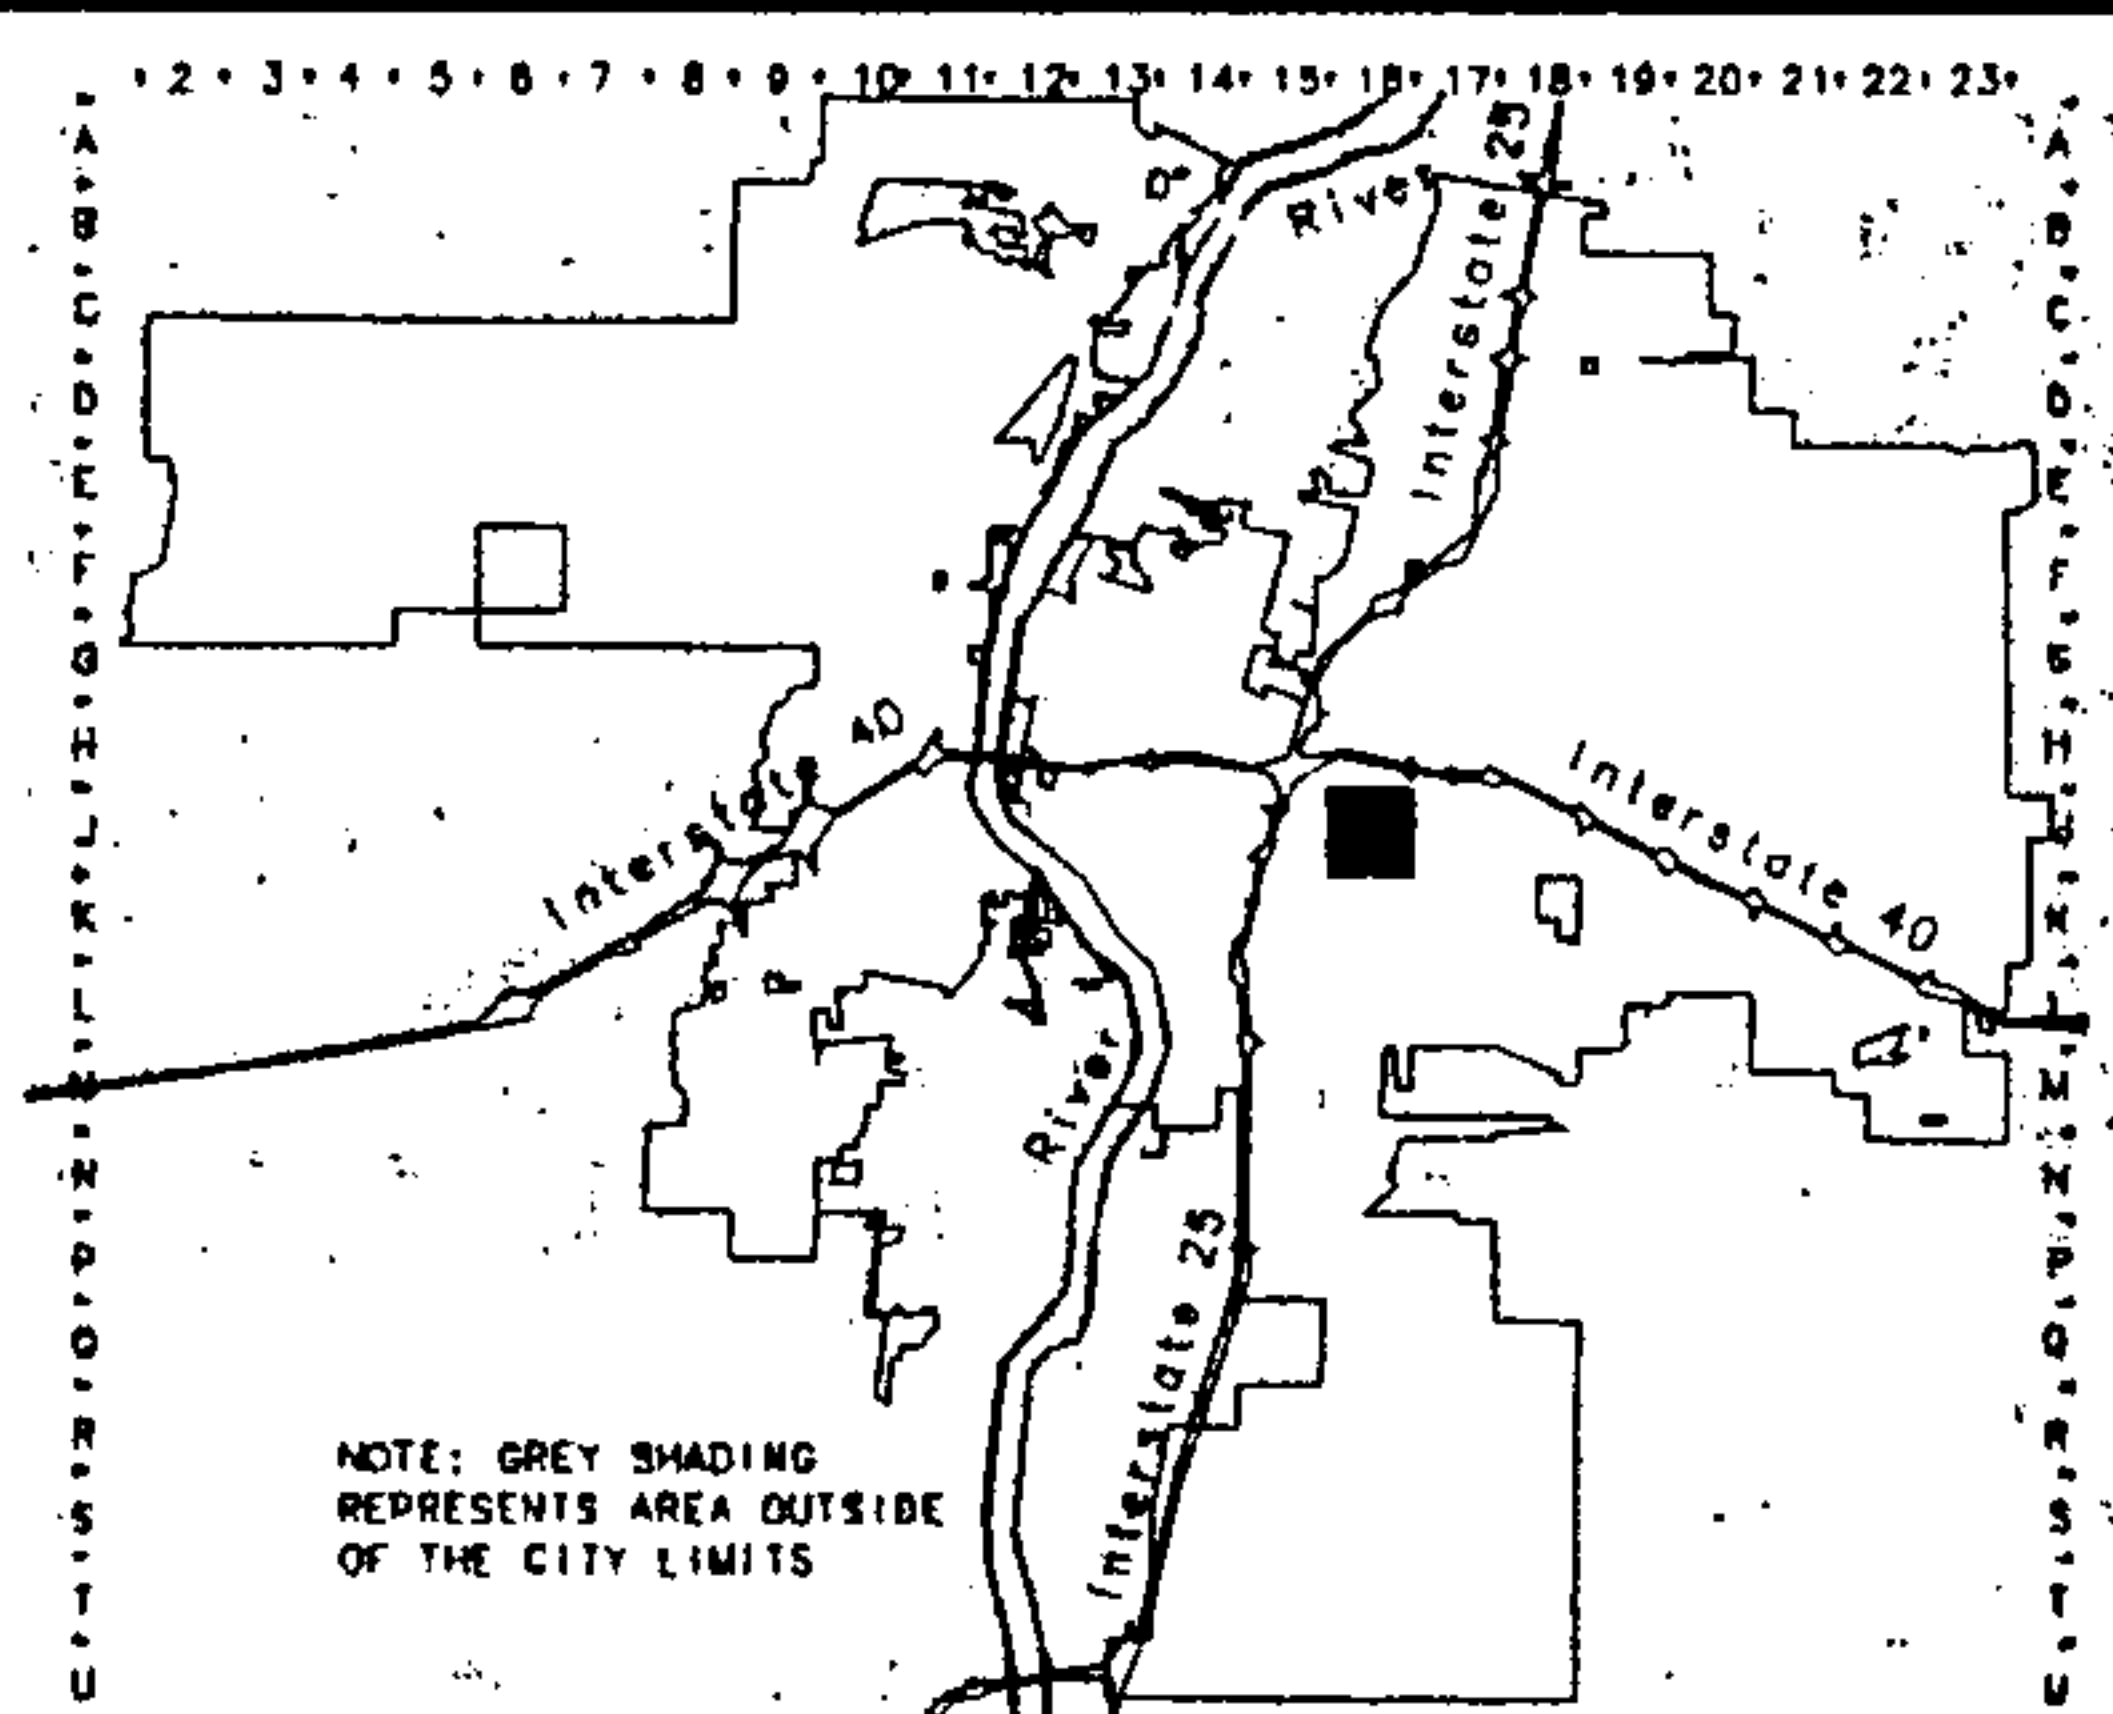 2 3 4 5 6 7 8 9 10 11 12 13 14 15 16 17 18 19 20 21 22 23
A A
B B
C C
D D
E E
F F
G G
H H
J J
K K
L L
M M
N N
P P
Q Q
R R
S S
T T
U U
River
Interstate 25
Interstate 40
Interstate 40
River
Interstate 25
NOTE: GREY SHADING
REPRESENTS AREA OUTSIDE
OF THE CITY LIMITS